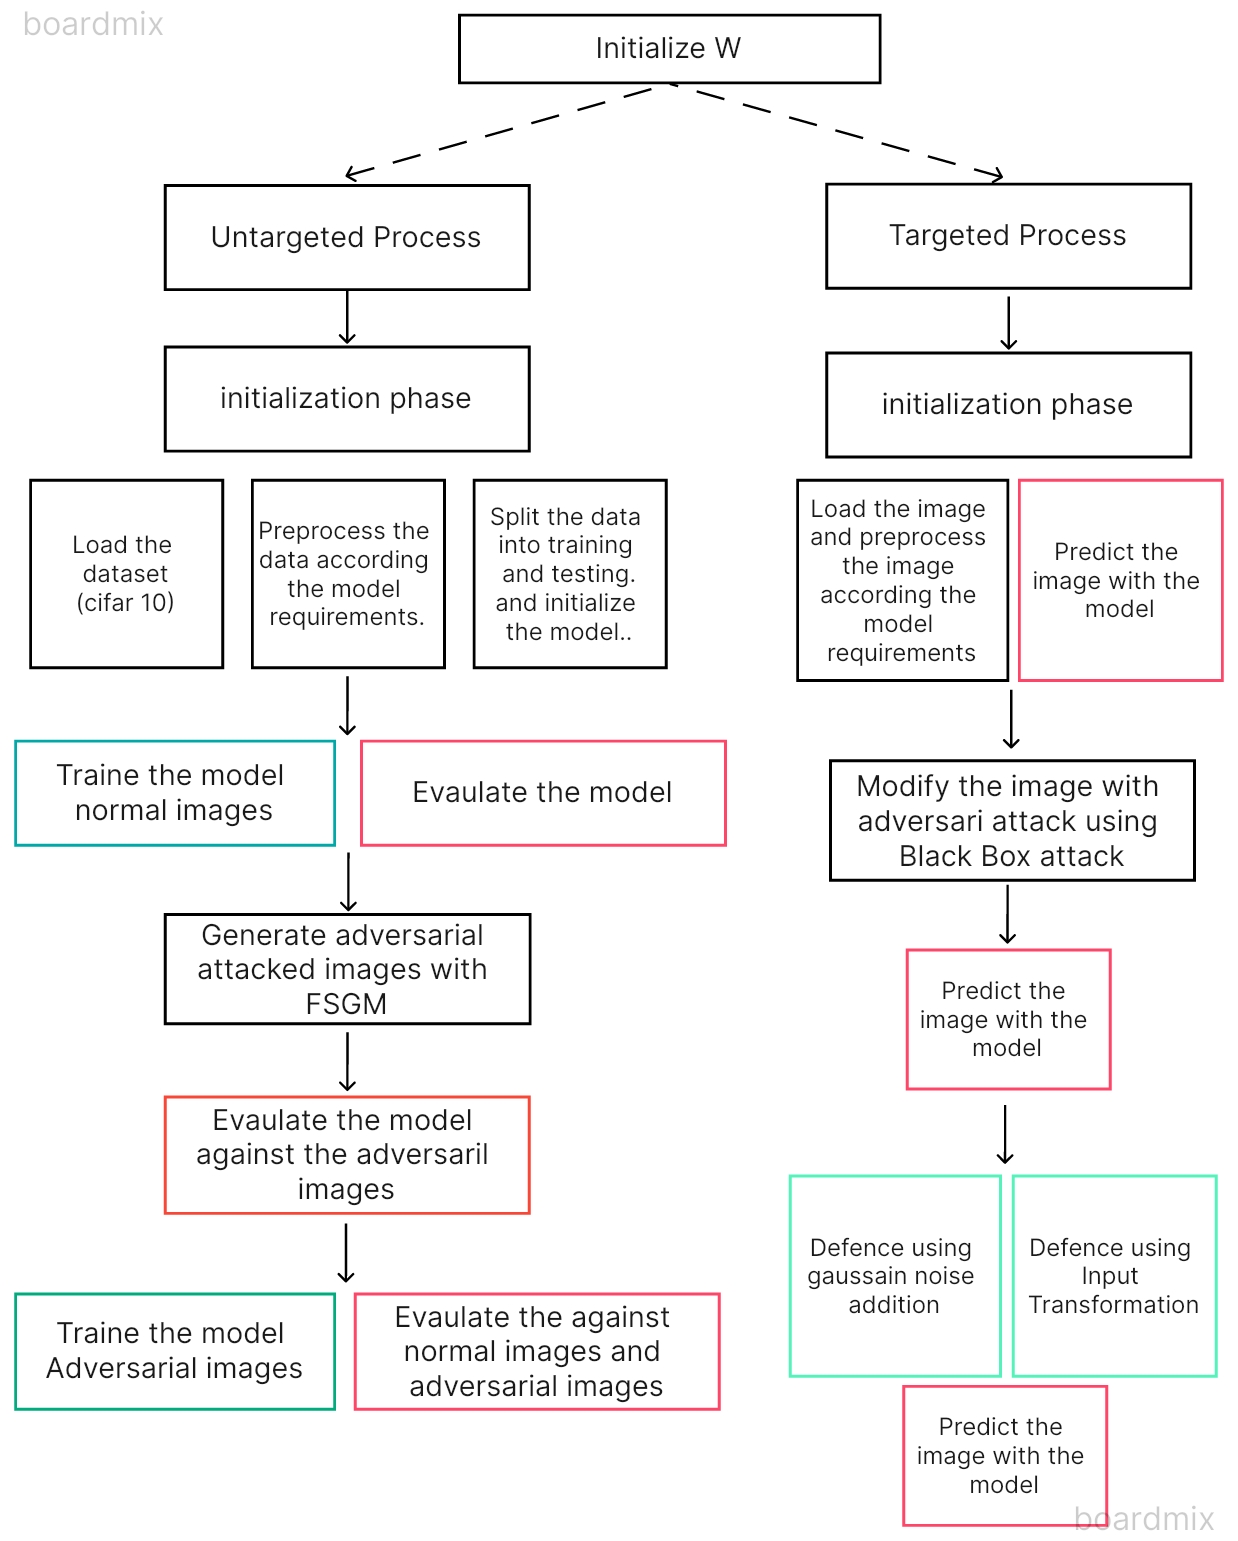 boardmix
Initialize W
Untargeted Process
Targeted Process
initialization phase
initialization phase
Load the
dataset
(cifar 10)
Preprocess the
data according
the model
requirements.
Split the data
into training
and testing.
and initialize
the model..
Load the image
and preprocess
the image
according the
model
requirements
Predict the
image with the
model
Traine the model
normal images
Evaulate the model
Modify the image with
adversari attack using
Black Box attack
Generate adversarial
attacked images with
FSGM
Predict the
image with the
model
Evaulate the model
against the adversaril
images
Defence using
gaussain noise
addition
Defence using
Input
Transformation
Traine the model
Adversarial images
Evaulate the against
normal images and
adversarial images
Predict the
image with the
model
boardmix